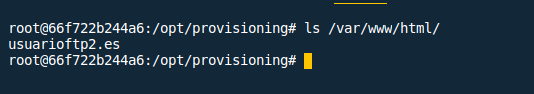 root@66f722b244a6:/opt/provisioning# ls /var/www/html/
usuarioftp2.es
root@66f722b244a6:/opt/provisioning#